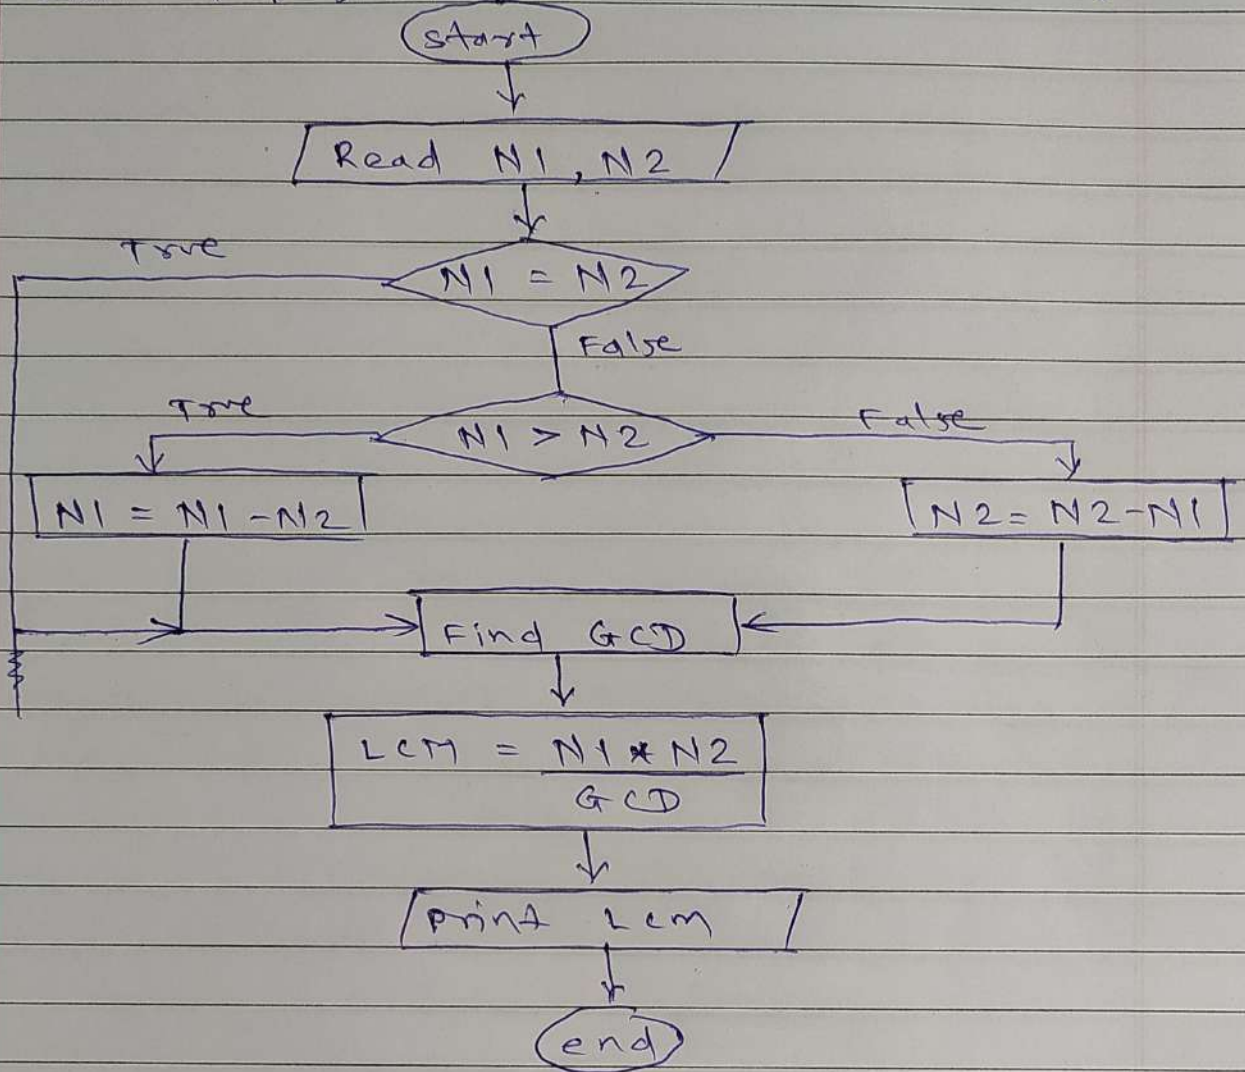 start
Read N1, N2
True
N1 = N2
False
True
N1 > N2
False
N1 = N1 - N2
N2 = N2 - N1
Find GCD
LCM = N1 * N2
GCD
print Lcm
end